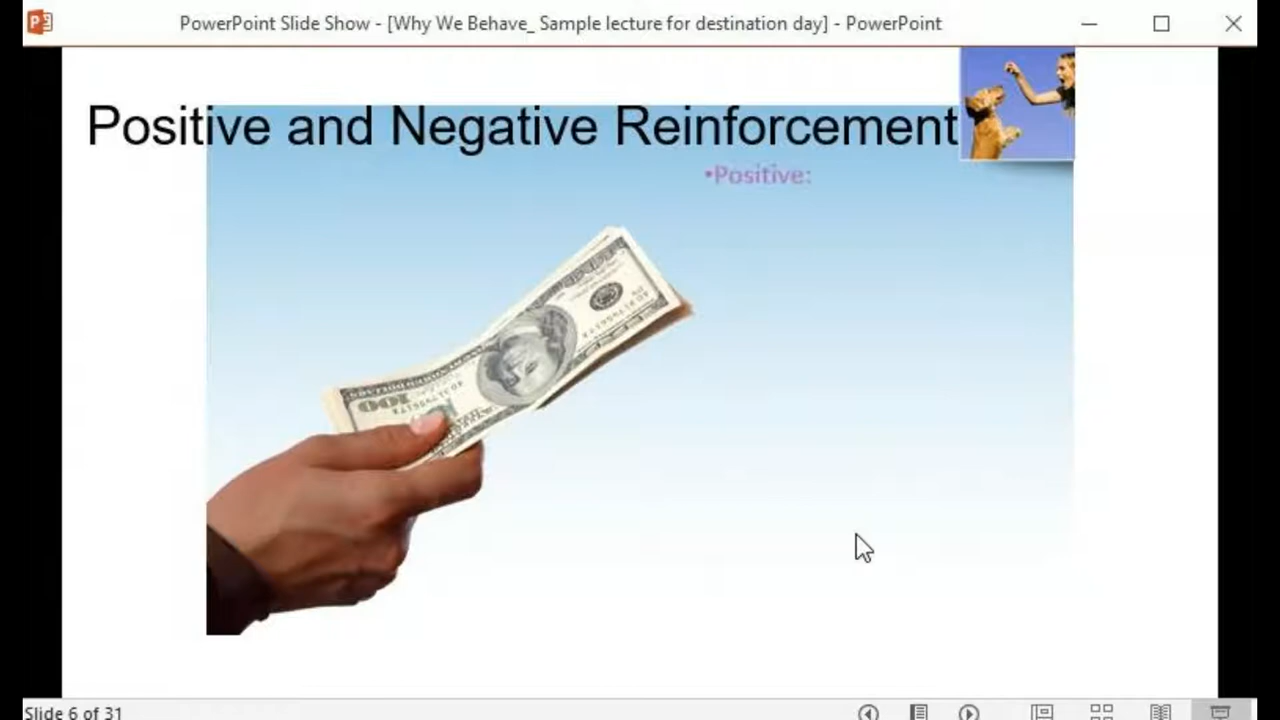 PowerPoint Slide Show - [Why We Behave_ Sample lecture for destination day] - PowerPoint
Positive and Negative Reinforcement
•Positive:
100
Slide 6 of 31